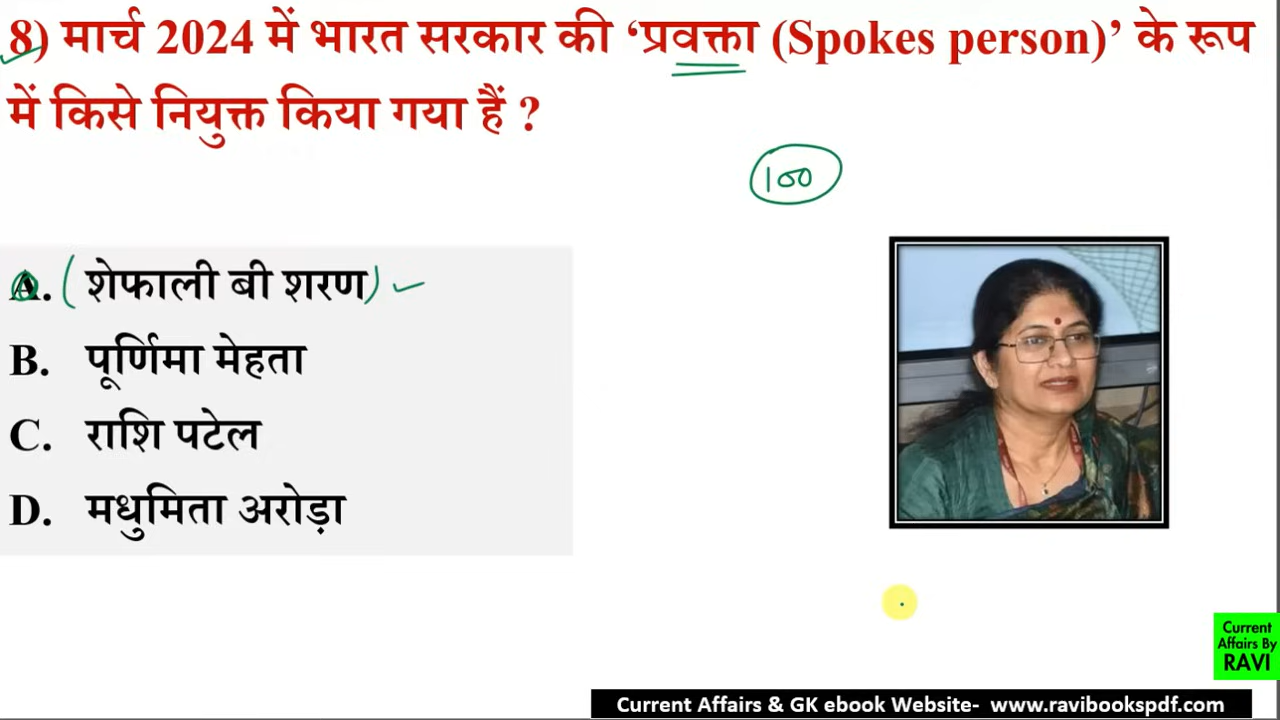 8) मार्च 2024 में भारत सरकार की ‘प्रवक्ता (Spokes person)’ के रूप
में किसे नियुक्त किया गया हैं ?
100
A. ( शेफाली बी शरण )
B. पूर्णिमा मेहता
C. राशि पटेल
D. मधुमिता अरोड़ा
Current
Affairs By
RAVI
Current Affairs & GK ebook Website- www.ravibookspdf.com